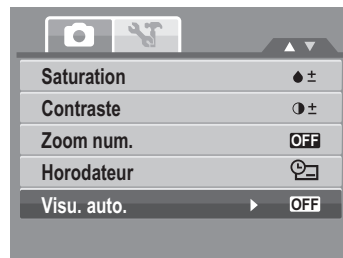 Saturation
Contraste
Zoom num. OFF
Horodateur
Visu. auto. OFF